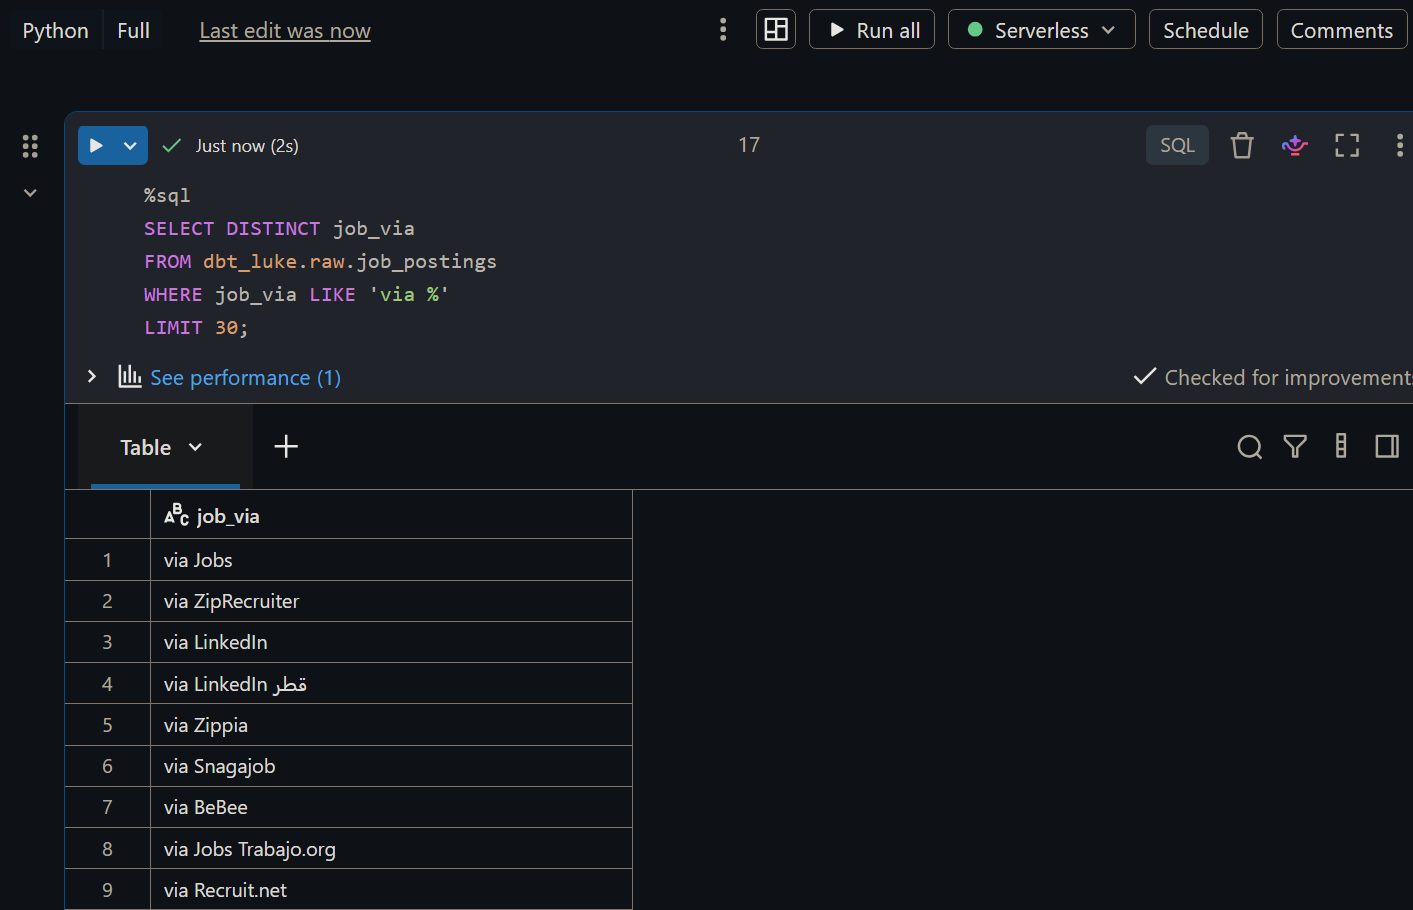 Python
Full
Last edit was now
Run all
Serverless
Schedule
Comments
Just now (2s)
17
SQL
%sql
SELECT DISTINCT job_via
FROM dbt_luke.raw.job_postings
WHERE job_via LIKE 'via %'
LIMIT 30;
See performance (1)
Checked for improvements
Table
job_via
1 via Jobs
2 via ZipRecruiter
3 via LinkedIn
4 via LinkedIn قطر
5 via Zippia
6 via Snagajob
7 via BeBee
8 via Jobs Trabajo.org
9 via Recruit.net